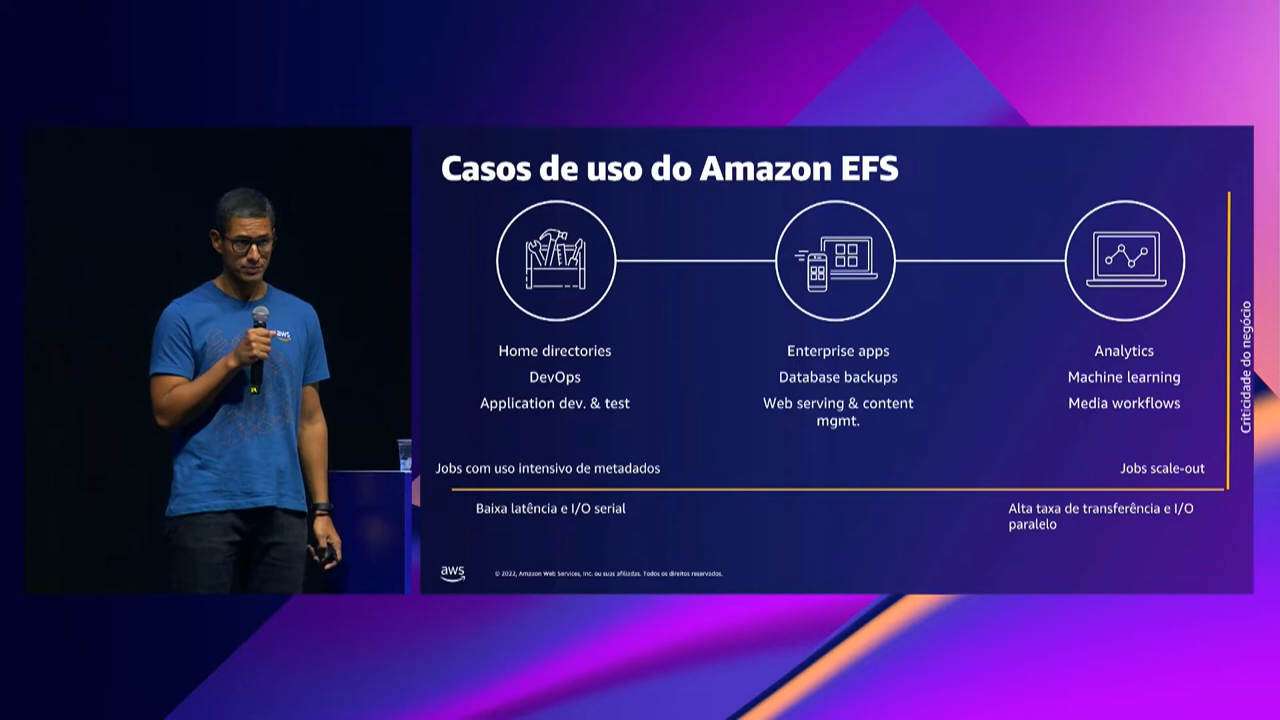 Casos de uso do Amazon EFS
Home directories
DevOps
Application dev. & test
Enterprise apps
Database backups
Web serving & content
mgmt.
Analytics
Machine learning
Media workflows
Criticidade do negócio
Jobs com uso intensivo de metadados
Jobs scale-out
Baixa latência e I/O serial
Alta taxa de transferência e I/O
paralelo
aws
© 2022, Amazon Web Services, Inc. ou suas afiliadas. Todos os direitos reservados.
aws